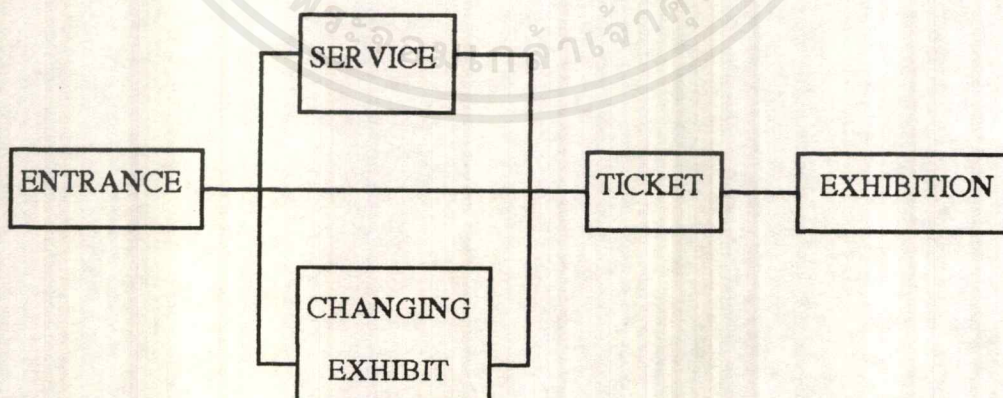 SERVICE
ENTRANCE
TICKET
EXHIBITION
CHANGING
EXHIBIT